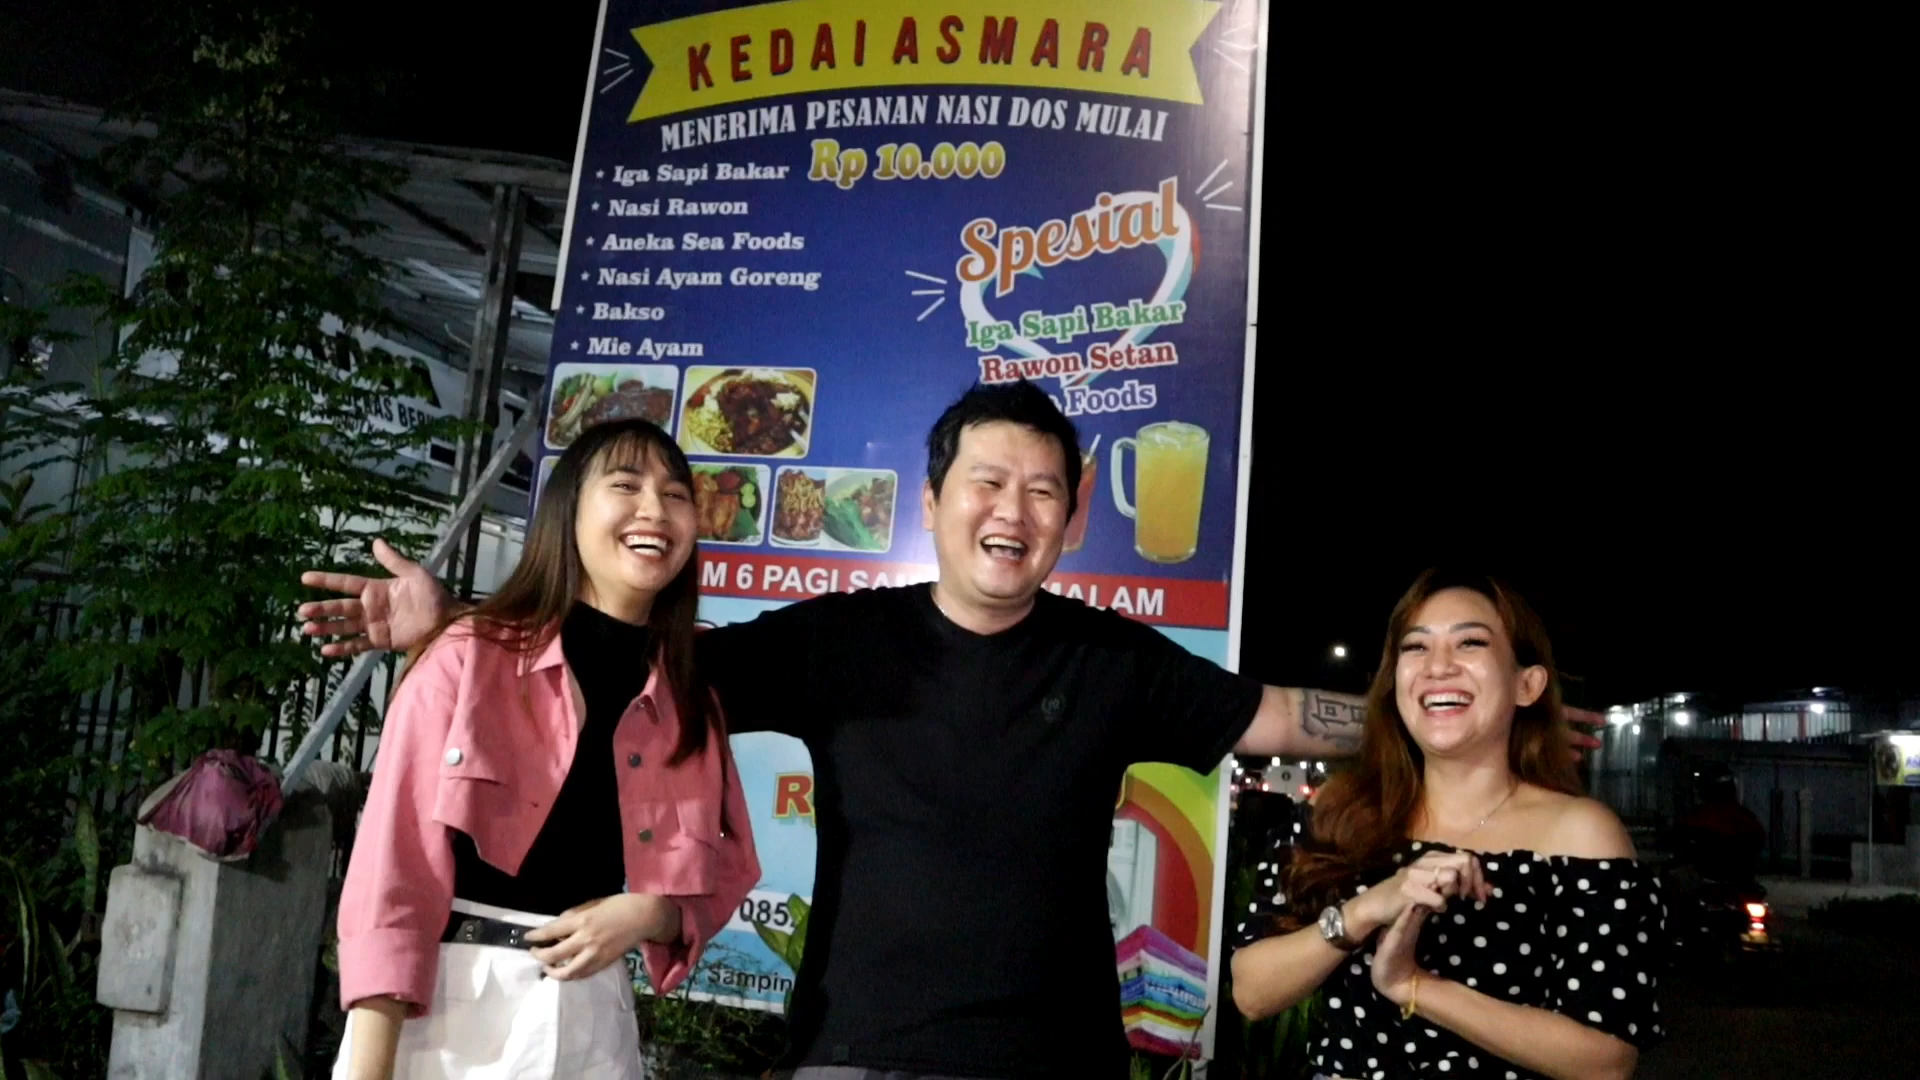 KEDAI ASMARA
MENERIMA PESANAN NASI DOS MULAI
Rp 10.000
* Iga Sapi Bakar
* Nasi Rawon
* Aneka Sea Foods
* Nasi Ayam Goreng
* Bakso
* Mie Ayam
Spesial
Iga Sapi Bakar
Rawon Setan
Foods
6 PAGI MALAM
085
Samping